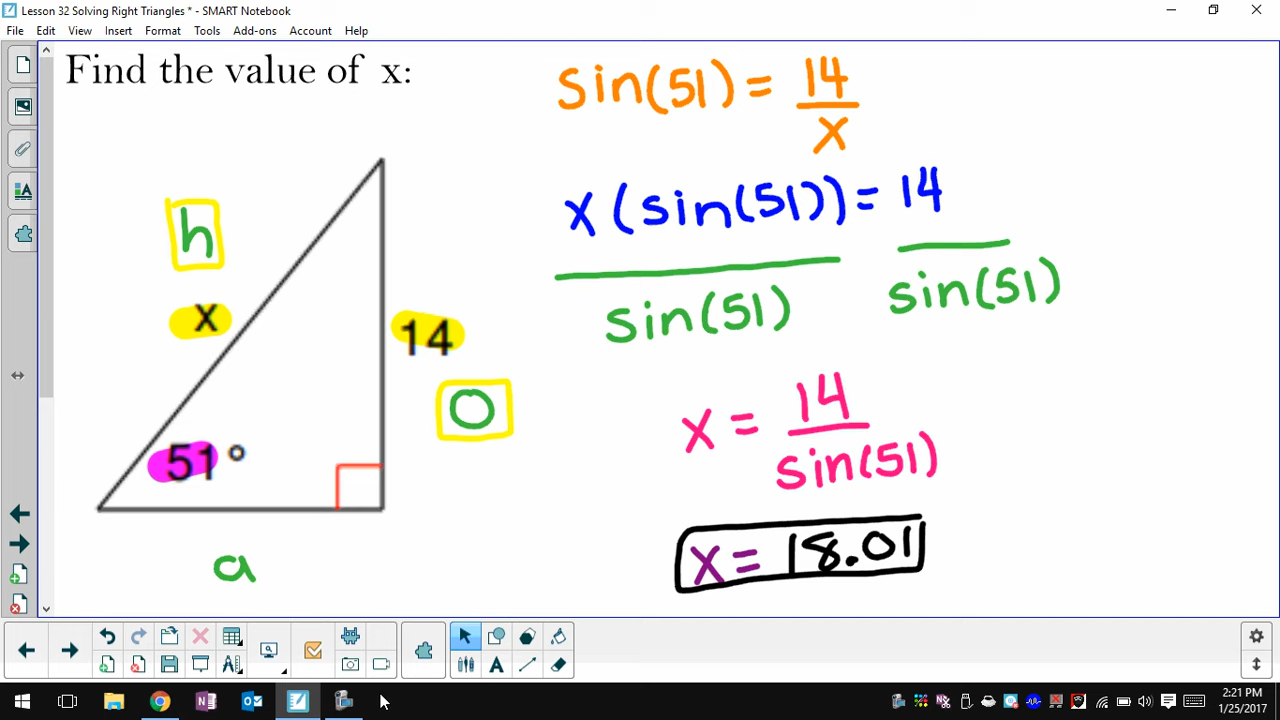 Lesson 32 Solving Right Triangles * - SMART Notebook
File Edit View Insert Format Tools Add-ons Account Help
Find the value of x:
h
x
14
O
51°
a
sin(51) = 14/x
x(sin(51)) = 14
sin(51) sin(51)
x = 14/sin(51)
x = 18.01
2:21 PM
1/25/2017